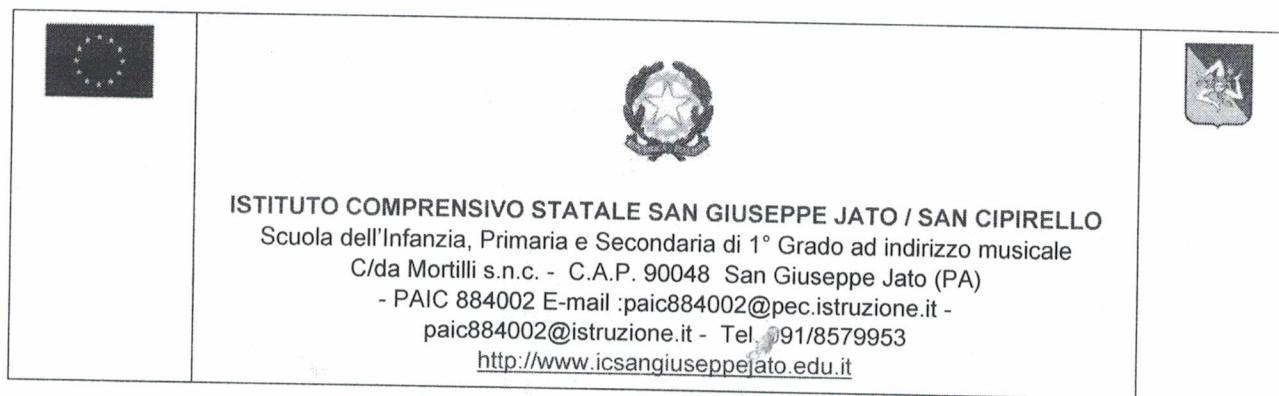 ISTITUTO COMPRENSIVO STATALE SAN GIUSEPPE JATO / SAN CIPIRELLO
Scuola dell'Infanzia, Primaria e Secondaria di 1° Grado ad indirizzo musicale
C/da Mortilli s.n.c. - C.A.P. 90048 San Giuseppe Jato (PA)
- PAIC 884002 E-mail :paic884002@pec.istruzione.it -
paic884002@istruzione.it - Tel. 091/8579953
http://www.icsangiuseppejato.edu.it